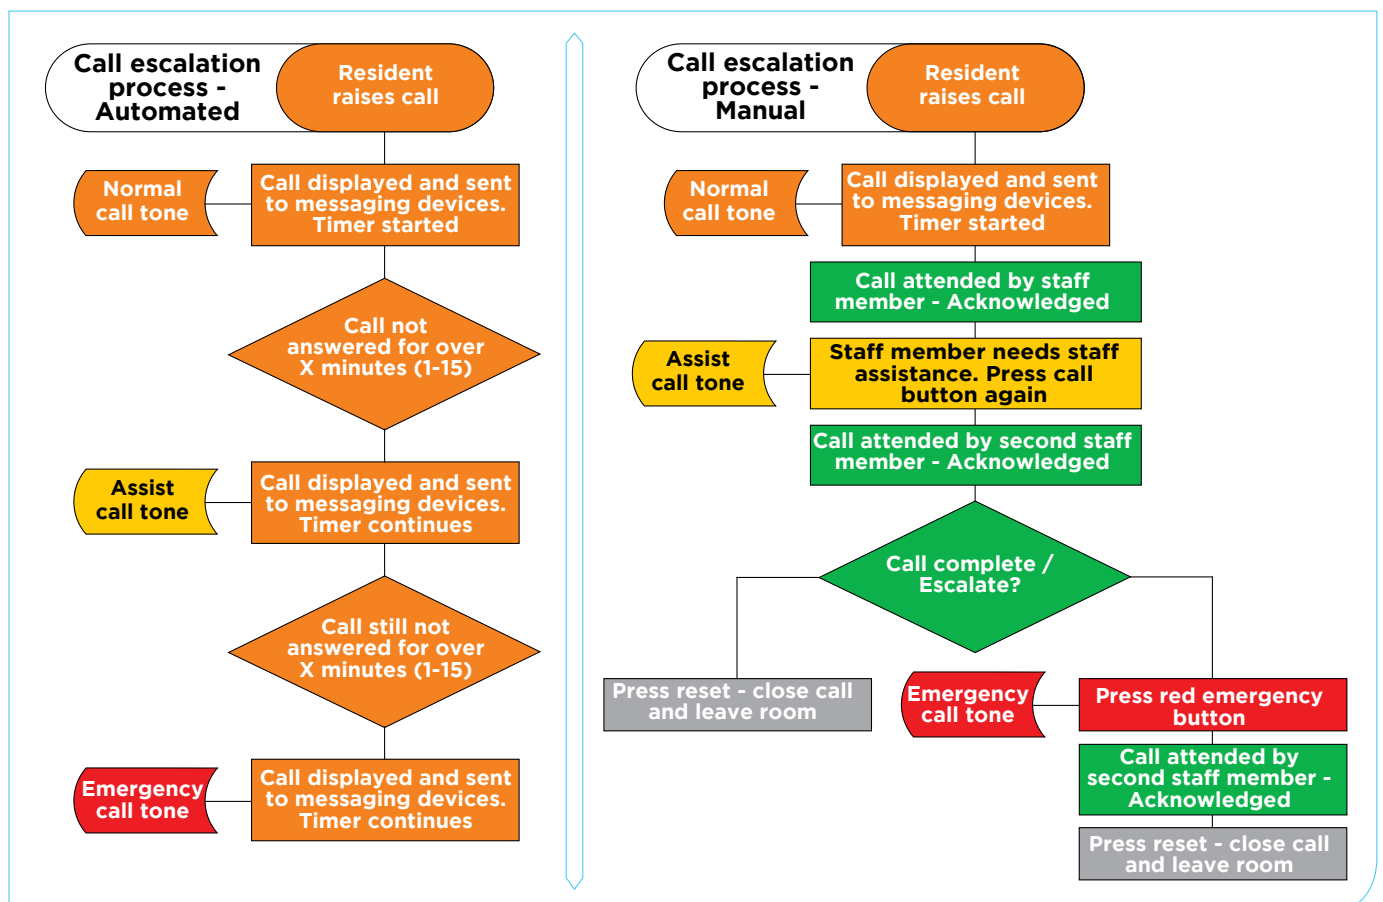 Call escalation
process -
Automated
Resident
raises call
Normal
call tone
Call displayed and sent
to messaging devices.
Timer started
Call not
answered for over
X minutes (1-15)
Assist
call tone
Call displayed and sent
to messaging devices.
Timer continues
Call still not
answered for over
X minutes (1-15)
Emergency
call tone
Call displayed and sent
to messaging devices.
Timer continues
Call escalation
process -
Manual
Resident
raises call
Normal
call tone
Call displayed and sent
to messaging devices.
Timer started
Call attended by staff
member - Acknowledged
Assist
call tone
Staff member needs staff
assistance. Press call
button again
Call attended by second staff
member - Acknowledged
Call complete /
Escalate?
Press reset - close call
and leave room
Emergency
call tone
Press red emergency
button
Call attended by
second staff member -
Acknowledged
Press reset - close call
and leave room